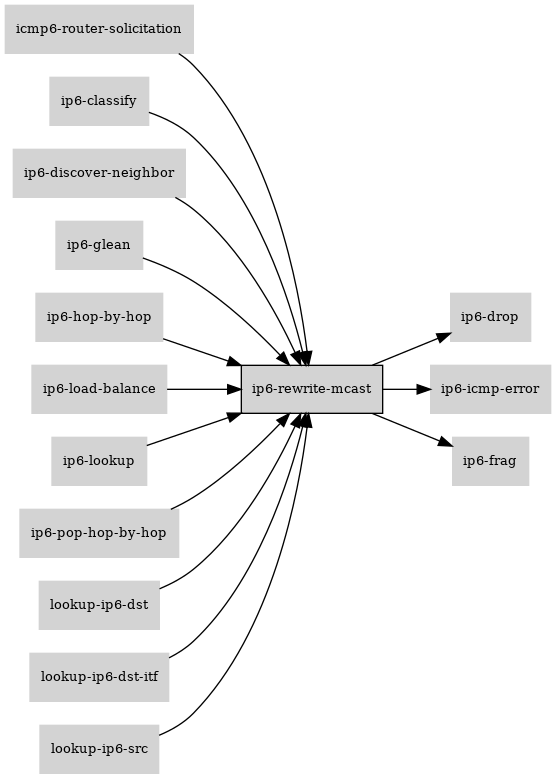 icmp6-router-solicitation
ip6-classify
ip6-discover-neighbor
ip6-glean
ip6-hop-by-hop
ip6-load-balance
ip6-lookup
ip6-pop-hop-by-hop
lookup-ip6-dst
lookup-ip6-dst-itf
lookup-ip6-src
ip6-rewrite-mcast
ip6-drop
ip6-icmp-error
ip6-frag